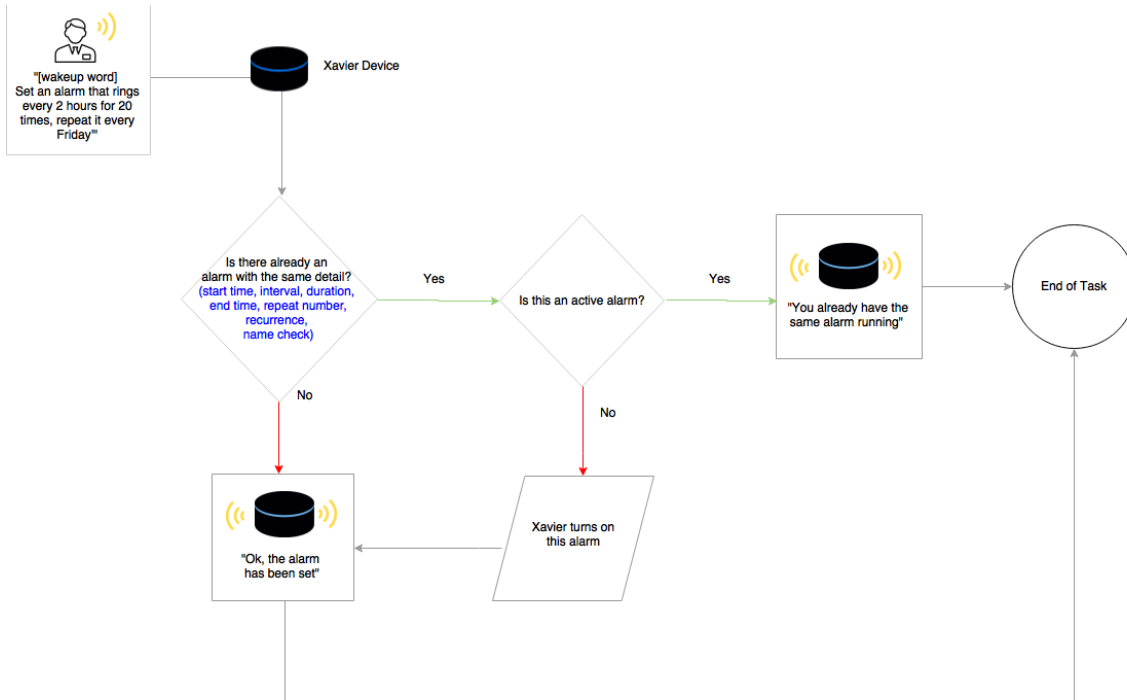 "[wakeup word]
Set an alarm that rings
every 2 hours for 20
times, repeat it every
Friday'"
Xavier Device
Is there already an
alarm with the same detail?
(start time, interval, duration,
end time, repeat number,
recurrence,
name check)
Yes
Is this an active alarm?
Yes
"You already have the
same alarm running"
End of Task
No
No
"Ok, the alarm
has been set"
Xavier turns on
this alarm